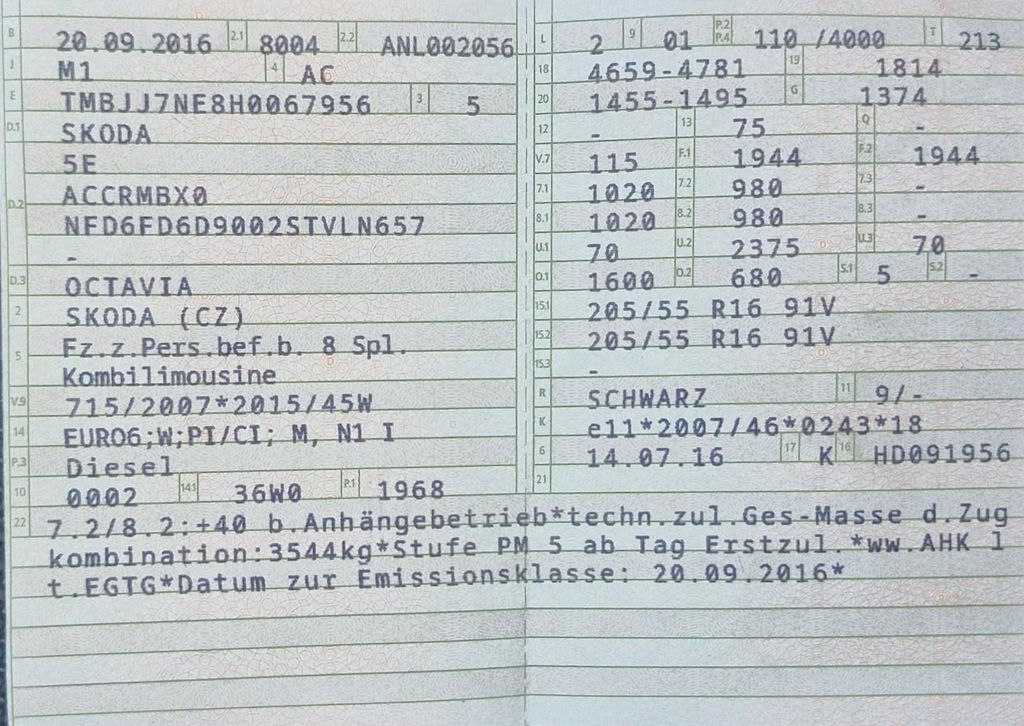 B 20.09.2016 2.1 8004 2.2 ANL002056
J M1 4 AC
E TMBJJ7NE8H0067956 3 5
D.1 SKODA
5E
D.2 ACCRMBX0
NFD6FD6D9002STVLN657
-
D.3 OCTAVIA
2 SKODA (CZ)
5 Fz.z.Pers.bef.b. 8 Spl.
Kombilimousine
V.9 715/2007*2015/45W
14 EURO6;W;PI/CI; M, N1 I
P.3 Diesel
10 0002 14.1 36W0 P.1 1968
L 2 9 01 P.2 P.4 110 /4000 T 213
18 4659-4781 19 1814
20 1455-1495 G 1374
12 - 13 75 Q -
V.7 115 F.1 1944 F.2 1944
7.1 1020 7.2 980 7.3 -
8.1 1020 8.2 980 8.3 -
U.1 70 U.2 2375 U.3 70
O.1 1600 O.2 680 S.1 5 S.2 -
15.1 205/55 R16 91V
15.2 205/55 R16 91V
15.3 -
R SCHWARZ 11 9/-
K e11*2007/46*0243*18
6 14.07.16 17 K 16 HD091956
21
22 7.2/8.2:+40 b.Anhängebetrieb*techn.zul.Ges-Masse d.Zug
kombination:3544kg*Stufe PM 5 ab Tag Erstzul.*ww.AHK l
t.EGTG*Datum zur Emissionsklasse: 20.09.2016*